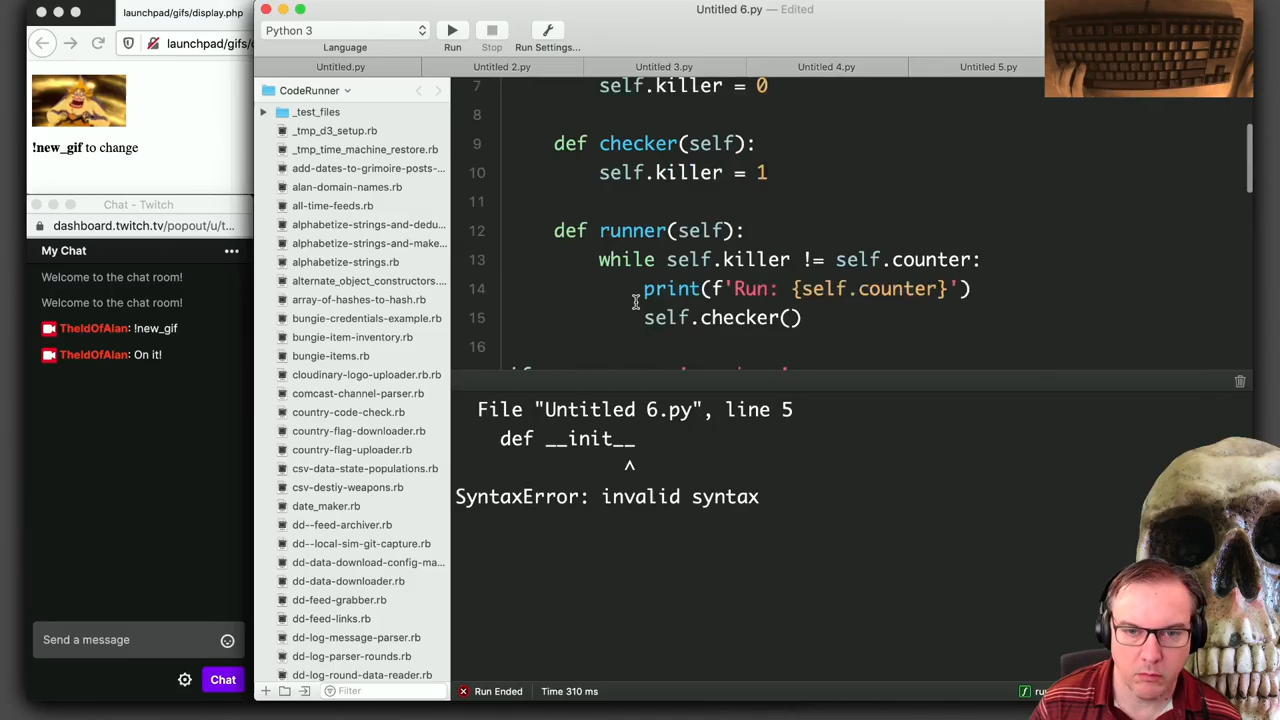 launchpad/gifs/display.php
launchpad/gifs/d
!new_gif to change
Chat - Twitch
dashboard.twitch.tv/popout/u/t...
My Chat
Welcome to the chat room!
Welcome to the chat room!
TheIdOfAlan: !new_gif
TheIdOfAlan: On it!
Send a message
Chat
Untitled 6.py — Edited
Python 3
Language
Run
Stop
Run Settings...
Untitled.py
Untitled 2.py
Untitled 3.py
Untitled 4.py
Untitled 5.py
CodeRunner
_test_files
_tmp_d3_setup.rb
_tmp_time_machine_restore.rb
add-dates-to-grimoire-posts-...
alan-domain-names.rb
all-time-feeds.rb
alphabetize-strings-and-dedu...
alphabetize-strings-and-make...
alphabetize-strings.rb
alternate_object_constructors...
array-of-hashes-to-hash.rb
bungie-credentials-example.rb
bungie-item-inventory.rb
bungie-items.rb
cloudinary-logo-uploader.rb.rb
comcast-channel-parser.rb
country-code-check.rb
country-flag-downloader.rb
country-flag-uploader.rb
csv-data-state-populations.rb
csv-destiy-weapons.rb
date_maker.rb
dd--feed-archiver.rb
dd--local-sim-git-capture.rb
dd-data-download-config-ma...
dd-data-downloader.rb
dd-feed-grabber.rb
dd-feed-links.rb
dd-log-message-parser.rb
dd-log-parser-rounds.rb
dd-log-round-data-reader.rb
Filter
7 self.killer = 0
8
9 def checker(self):
10 self.killer = 1
11
12 def runner(self):
13 while self.killer != self.counter:
14 print(f'Run: {self.counter}')
15 self.checker()
16
File "Untitled 6.py", line 5
def __init__
^
SyntaxError: invalid syntax
Run Ended
Time 310 ms